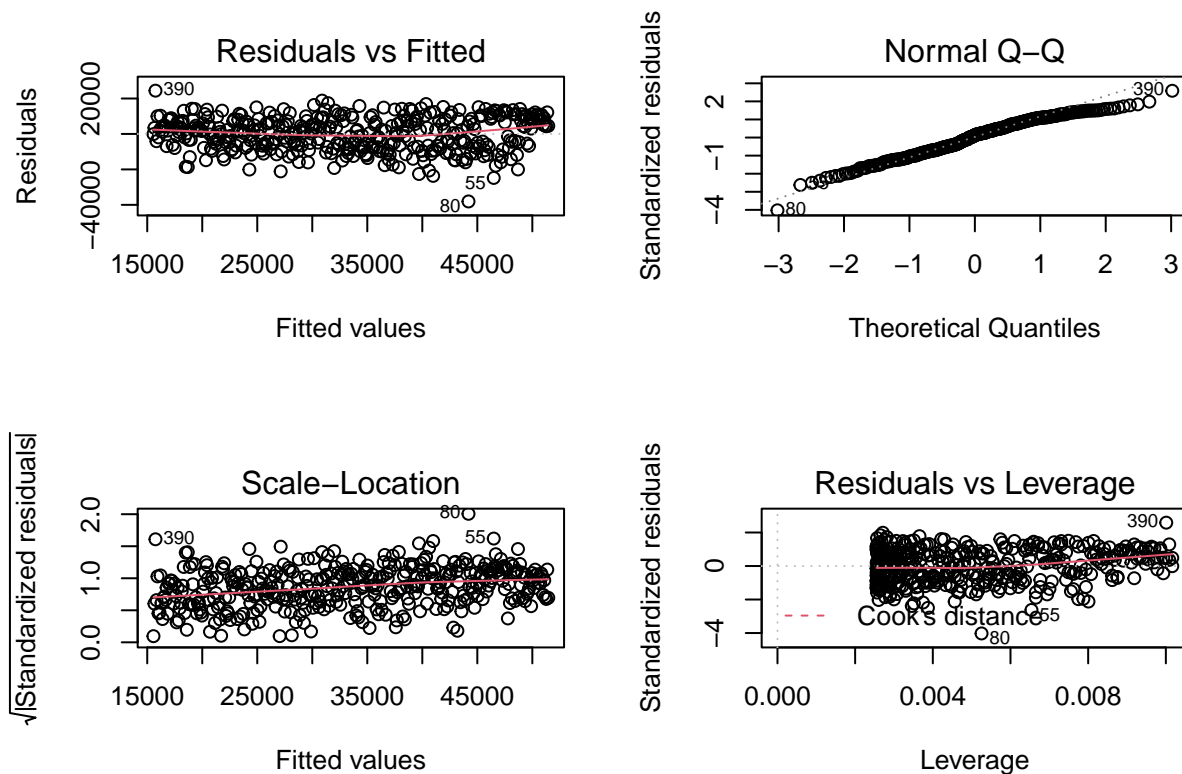 Residuals vs Fitted
Residuals
20000
−40000
390
55
80
15000 25000 35000 45000
Fitted values
Normal Q−Q
Standardized residuals
2
−1
−4
390
80
−3 −2 −1 0 1 2 3
Theoretical Quantiles
Scale−Location
√|Standardized residuals|
2.0
1.0
0.0
80
390
55
15000 25000 35000 45000
Fitted values
Residuals vs Leverage
Standardized residuals
0
−4
390
Cook's distance
55
80
0.000 0.004 0.008
Leverage